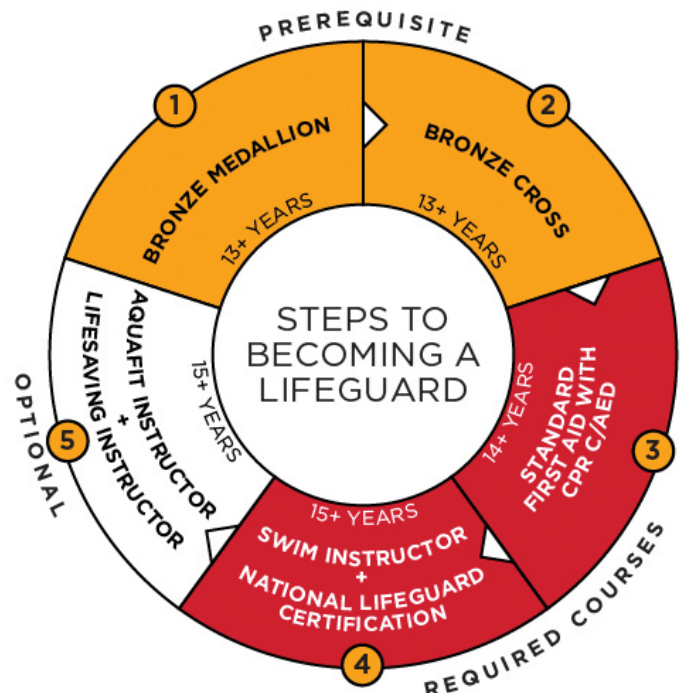 PREREQUISITE
1
BRONZE MEDALLION
13+ YEARS
2
BRONZE CROSS
13+ YEARS
STEPS TO
BECOMING A
LIFEGUARD
3
14+ YEARS
STANDARD
FIRST AID WITH
CPR C/AED
REQUIRED COURSES
4
15+ YEARS
SWIM INSTRUCTOR
+
NATIONAL LIFEGUARD
CERTIFICATION
5
OPTIONAL
15+ YEARS
AQUAFIT INSTRUCTOR
+
LIFESAVING INSTRUCTOR